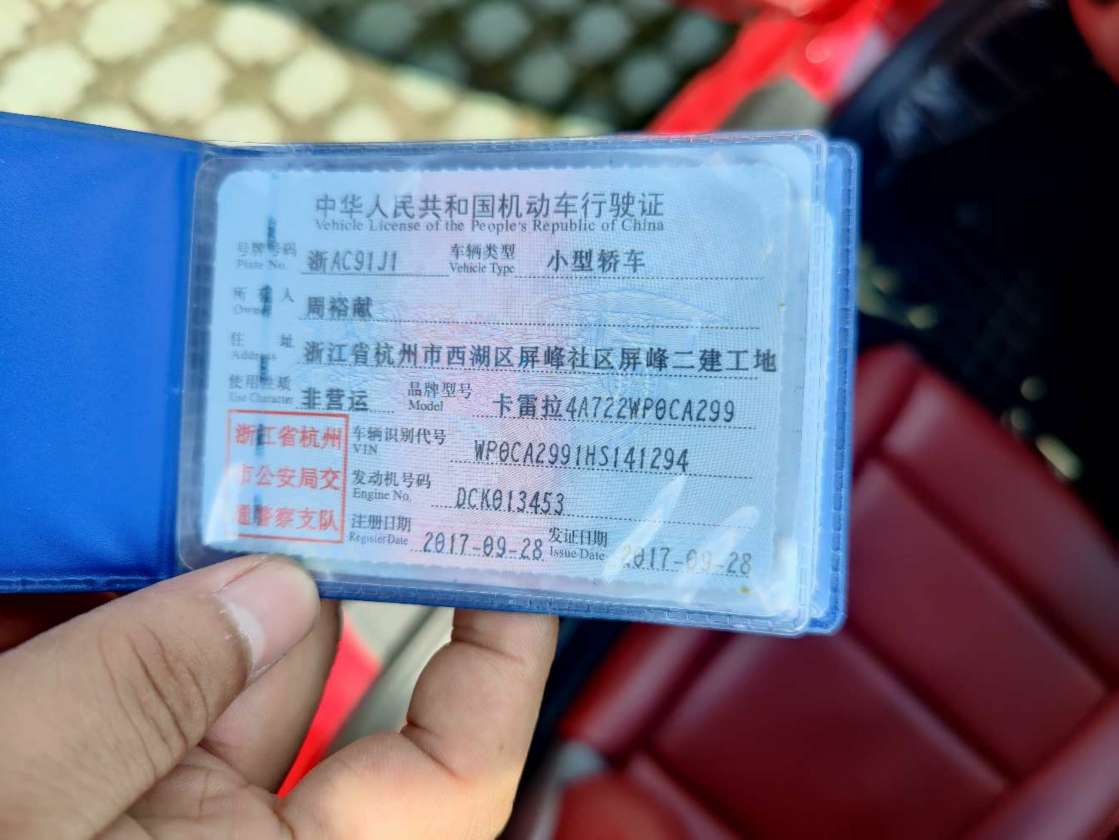 中华人民共和国机动车行驶证
Vehicle License of the People's Republic of China
号牌号码 浙AC91J1 车辆类型 小型轿车
Plate No. Vehicle Type
所有人 周裕献
Owner
住址 浙江省杭州市西湖区屏峰社区屏峰二建工地
Address
使用性质 非营运 品牌型号 卡雷拉4A722WP0CA299
Use Character Model
浙江省杭州
市公安局交
通警察支队
车辆识别代号 WP0CA2991HS141294
VIN
发动机号码 DCK013453
Engine No.
注册日期 2017-09-28 发证日期 2017-09-28
Register Date Issue Date